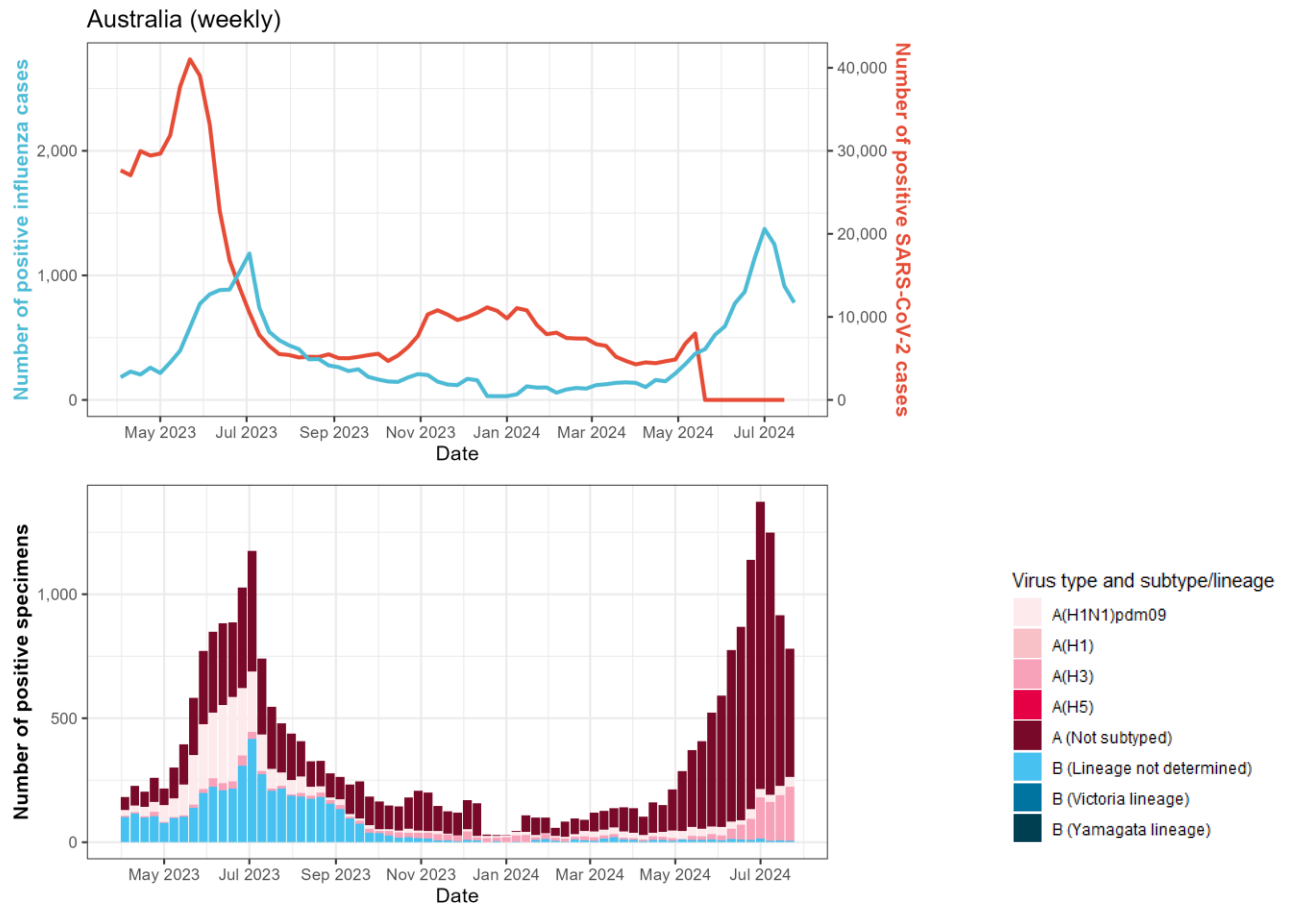 Australia (weekly)
Number of positive influenza cases
2,000
1,000
0
40,000
30,000
20,000
10,000
0
Number of positive SARS-CoV-2 cases
May 2023 Jul 2023 Sep 2023 Nov 2023 Jan 2024 Mar 2024 May 2024 Jul 2024
Date
Number of positive specimens
1,000
500
0
May 2023 Jul 2023 Sep 2023 Nov 2023 Jan 2024 Mar 2024 May 2024 Jul 2024
Date
Virus type and subtype/lineage
A(H1N1)pdm09
A(H1)
A(H3)
A(H5)
A (Not subtyped)
B (Lineage not determined)
B (Victoria lineage)
B (Yamagata lineage)